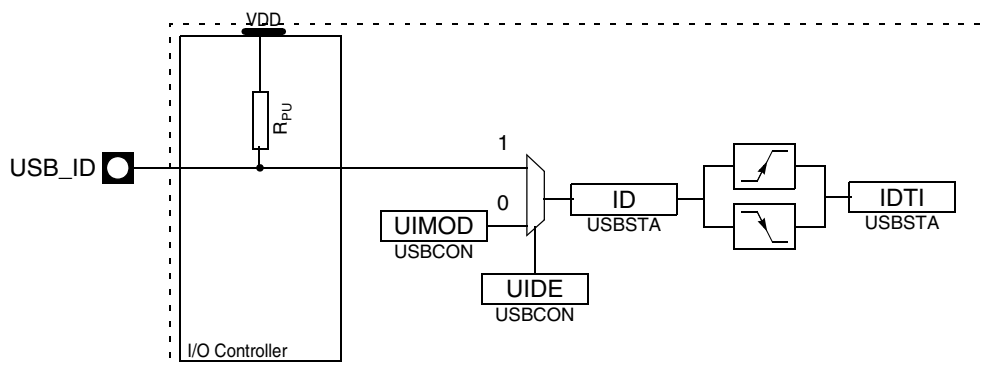 VDD
RPU
USB_ID
1
0
UIMOD
USBCON
UIDE
USBCON
ID
USBSTA
IDTI
USBSTA
I/O Controller